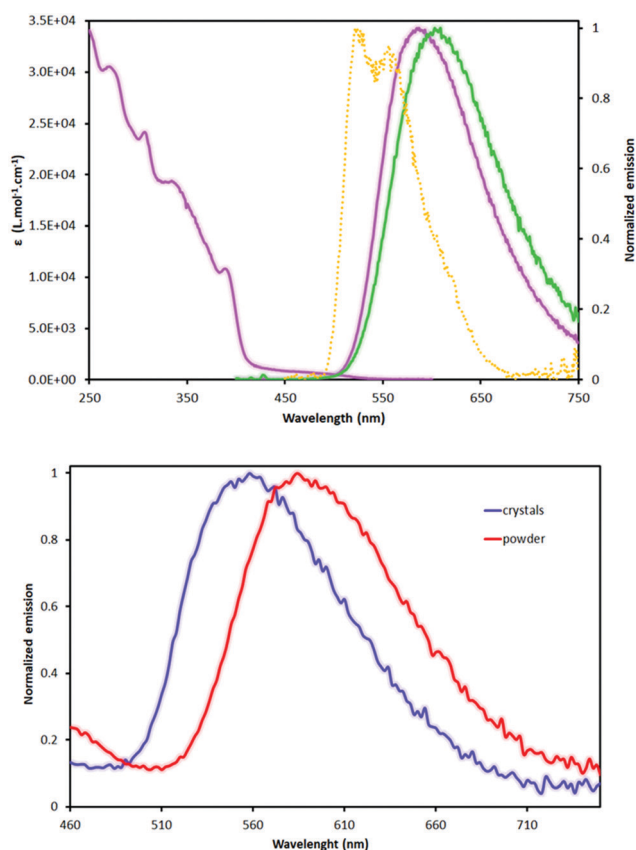 3.5E+04
3.0E+04
2.5E+04
2.0E+04
1.5E+04
1.0E+04
5.0E+03
0.0E+00
ε (L.mol-1.cm-1)
1
0.8
0.6
0.4
0.2
0
Normalized emission
250 350 450 550 650 750
Wavelength (nm)
1
0.8
0.6
0.4
0.2
0
Normalized emission
crystals
powder
460 510 560 610 660 710
Wavelenght (nm)